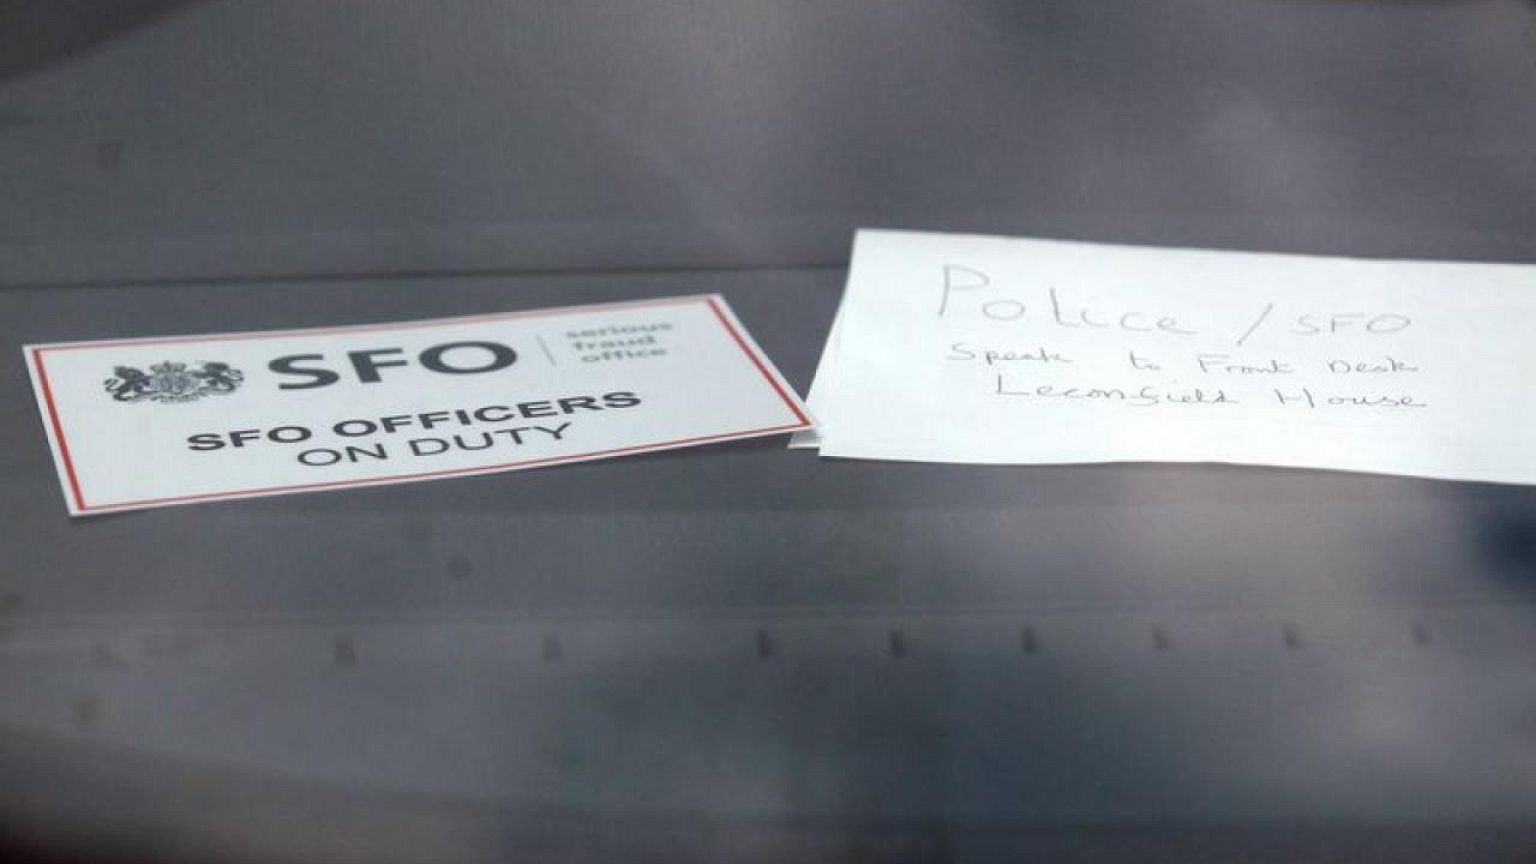 SFO
serious
fraud
office
SFO OFFICERS
ON DUTY
Police / SFO
Speak to Front Desk
Leconfield House